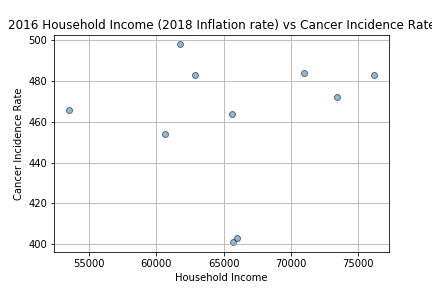 2016 Household Income (2018 Inflation rate) vs Cancer Incidence Rate
500
480
460
440
420
400
Cancer Incidence Rate
55000 60000 65000 70000 75000
Household Income